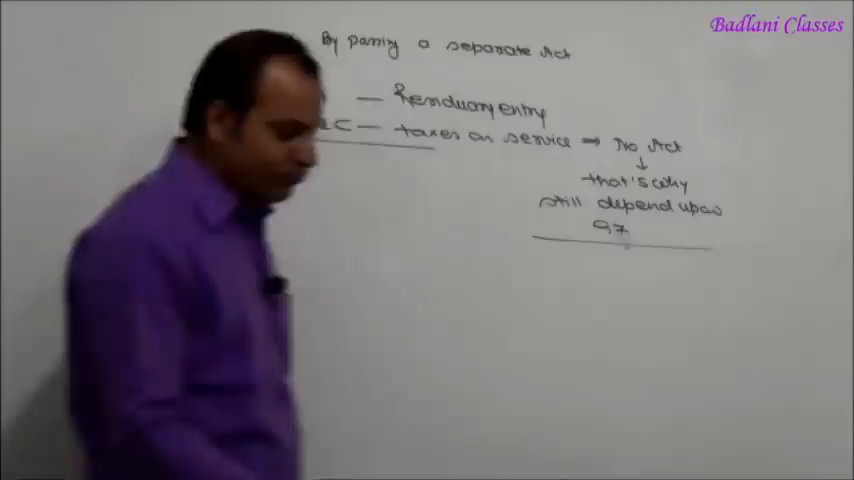 Badlani Classes
By passing a separate Act
— Residuary entry
C — taxes on service → No Act
↓
that's why
still depend upon
97